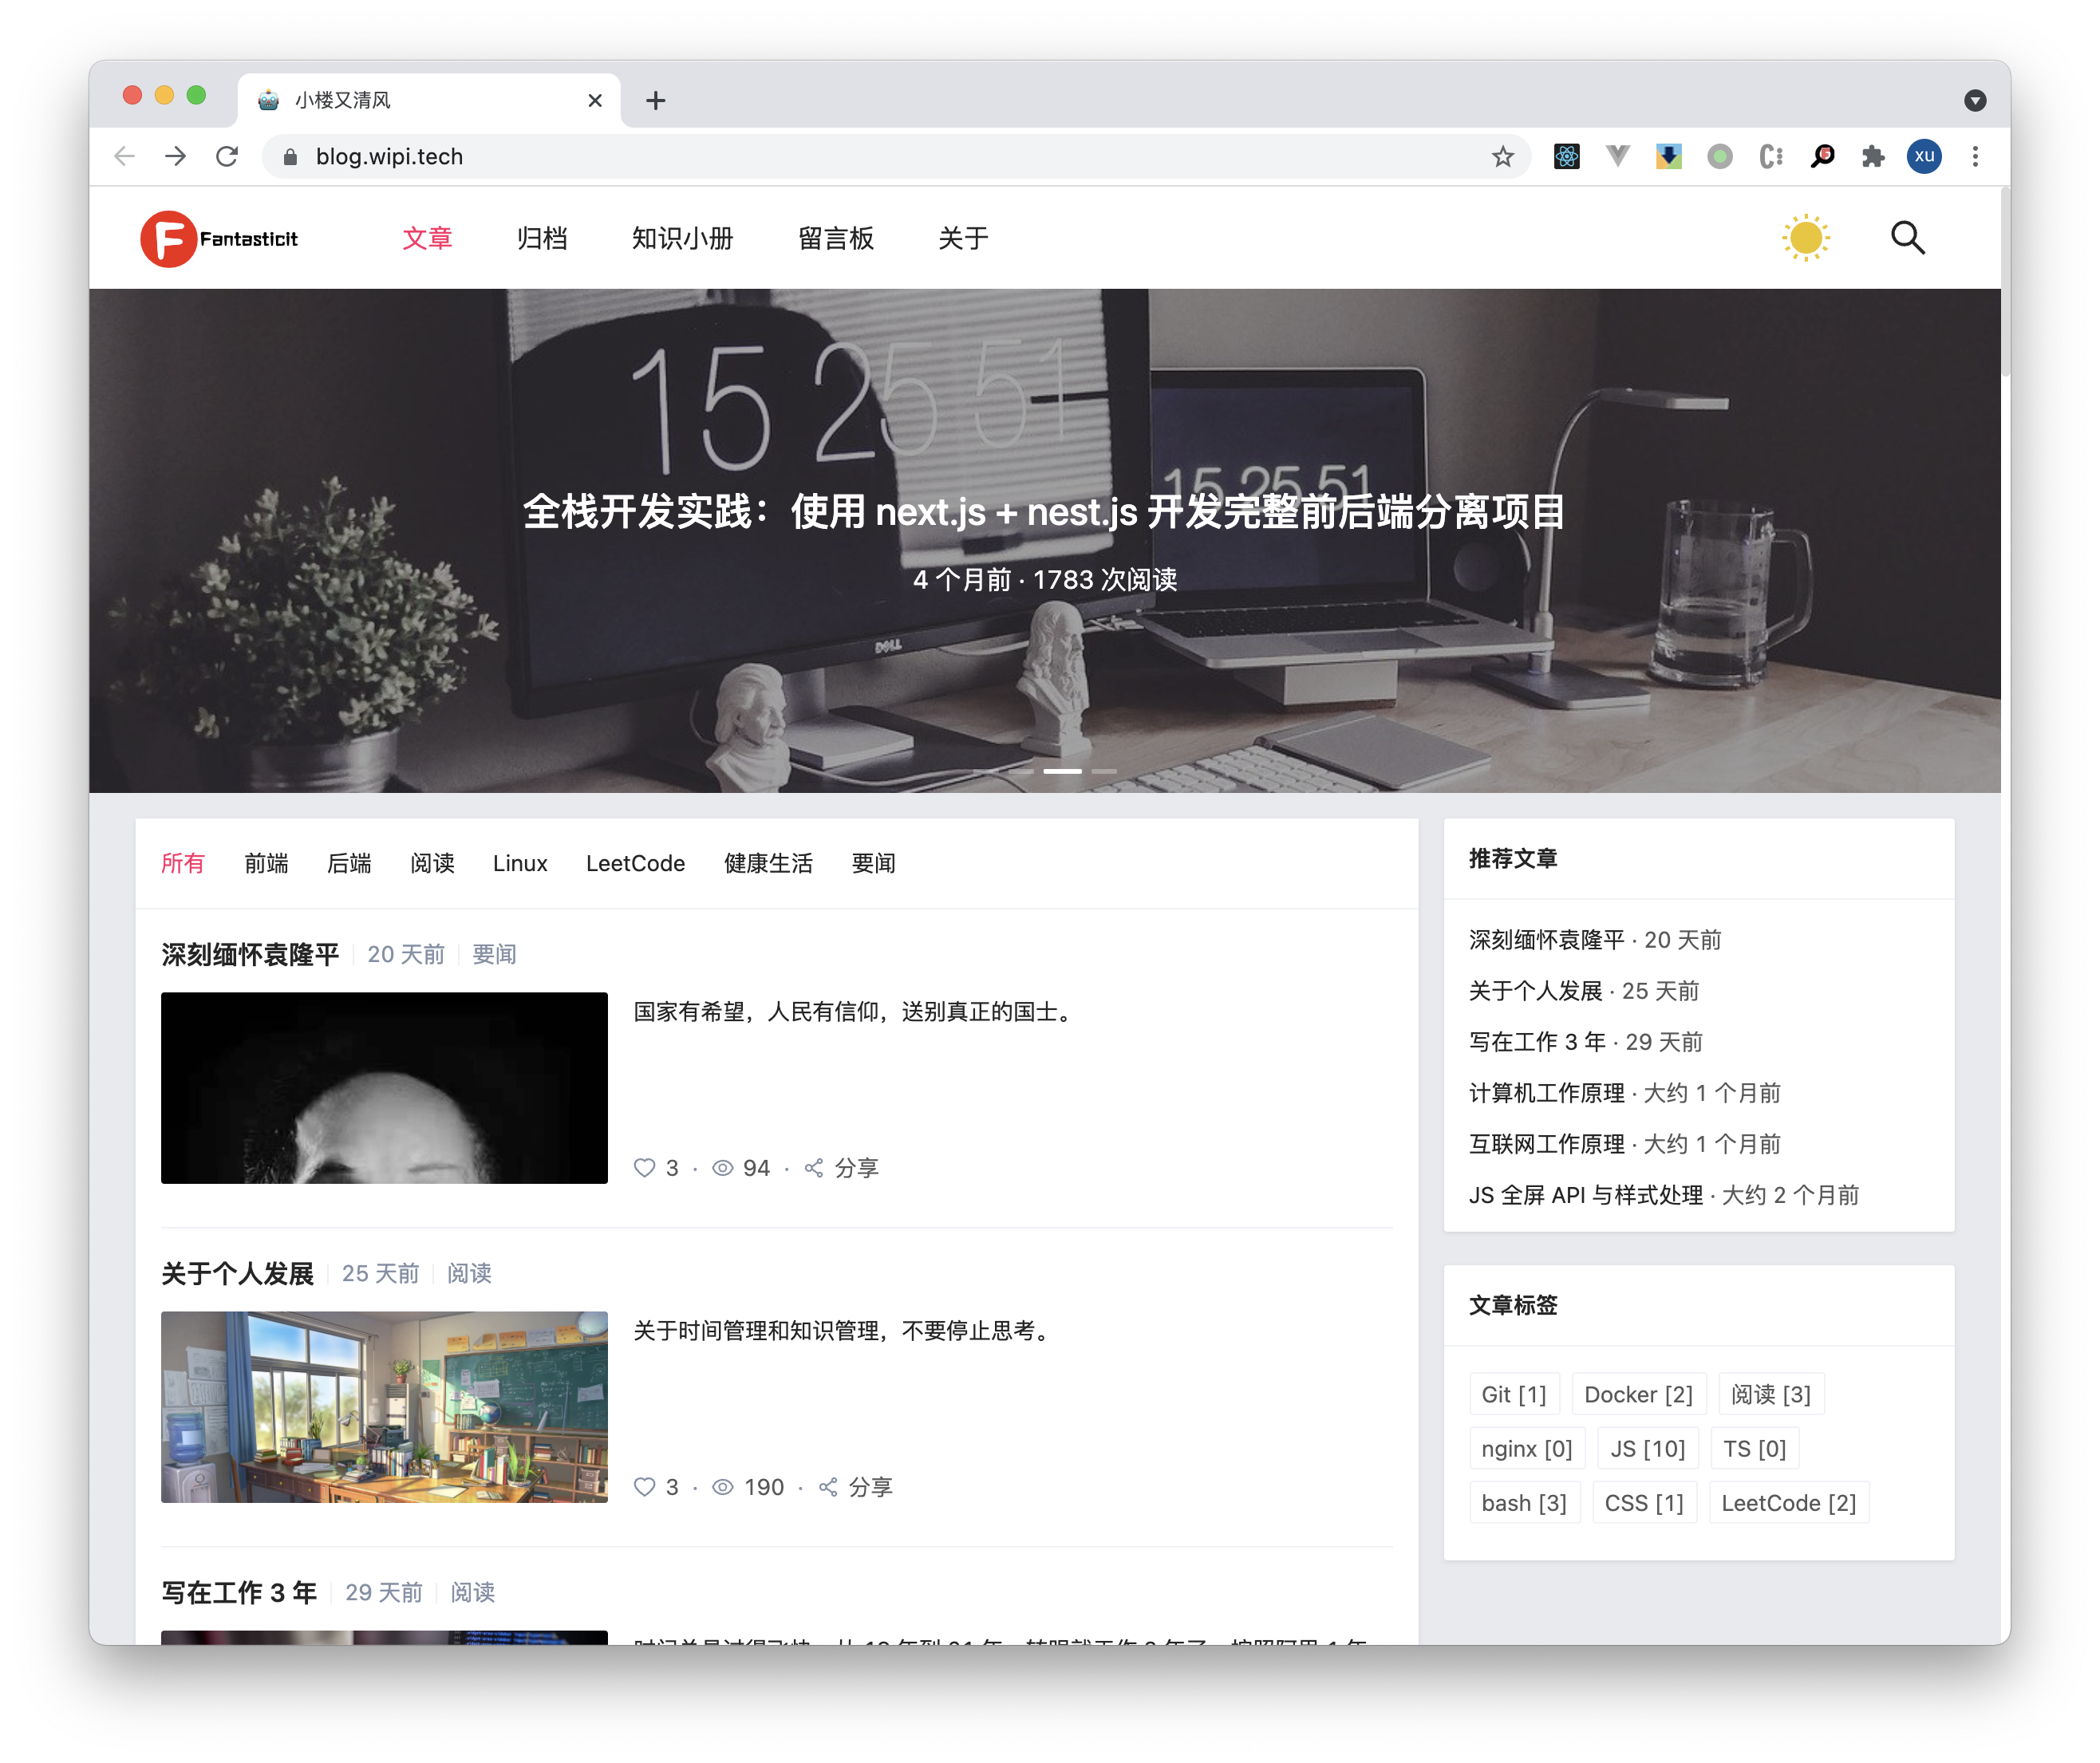 小楼又清风
blog.wipi.tech
xu
Fantasticit 文章 归档 知识小册 留言板 关于
15 25 51
15 25 51
全栈开发实践：使用 next.js + nest.js 开发完整前后端分离项目
4 个月前 · 1783 次阅读
DELL
所有 前端 后端 阅读 Linux LeetCode 健康生活 要闻
深刻缅怀袁隆平 20 天前 要闻
国家有希望，人民有信仰，送别真正的国士。
3 · 94 · 分享
关于个人发展 25 天前 阅读
关于时间管理和知识管理，不要停止思考。
3 · 190 · 分享
写在工作 3 年 29 天前 阅读
推荐文章
深刻缅怀袁隆平 · 20 天前
关于个人发展 · 25 天前
写在工作 3 年 · 29 天前
计算机工作原理 · 大约 1 个月前
互联网工作原理 · 大约 1 个月前
JS 全屏 API 与样式处理 · 大约 2 个月前
文章标签
Git [1] Docker [2] 阅读 [3]
nginx [0] JS [10] TS [0]
bash [3] CSS [1] LeetCode [2]